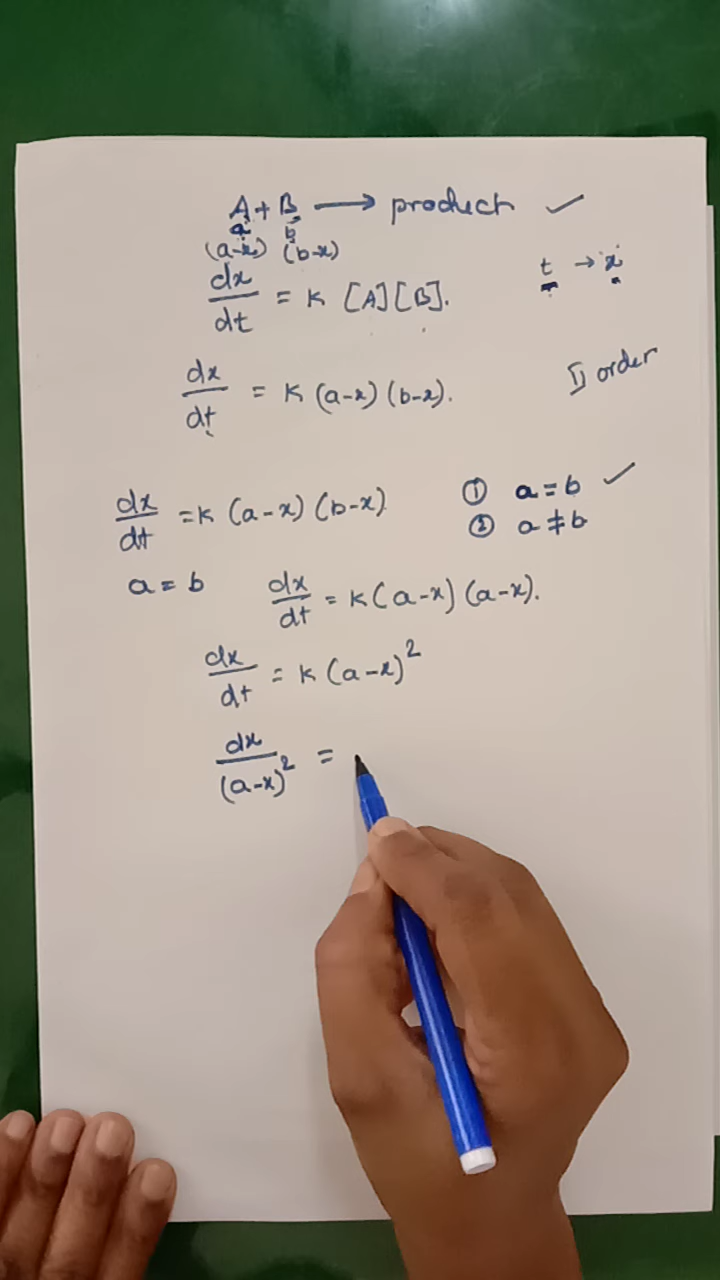 A + B ⟶ product ✓
a b
(a-x) (b-x)
t → x
dx/dt = K [A][B].
II order
dx/dt = K (a-x) (b-x).
① a = b ✓
dx/dt = K (a-x) (b-x)
② a ≠ b
a = b dx/dt = K (a-x) (a-x).
dx/dt = K (a-x)²
dx/(a-x)² =